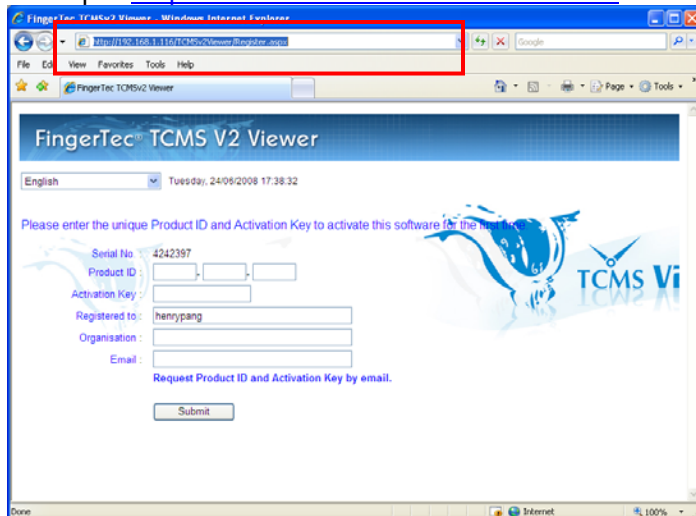 FingerTec TCMSv2 Viewer - Windows Internet Explorer
http://192.168.1.116/TCMSv2Viewer/Register.aspx
Google
File Ed View Favorites Tools Help
FingerTec TCMSv2 Viewer
Page Tools
FingerTec® TCMS V2 Viewer
English Tuesday, 24/06/2008 17:38:32
Please enter the unique Product ID and Activation Key to activate this software for the first time.
Serial No. : 4242397
Product ID : - -
Activation Key :
Registered to : henrypang
Organisation :
Email :
Request Product ID and Activation Key by email.
Submit
TCMS Vi
Done Internet 100%